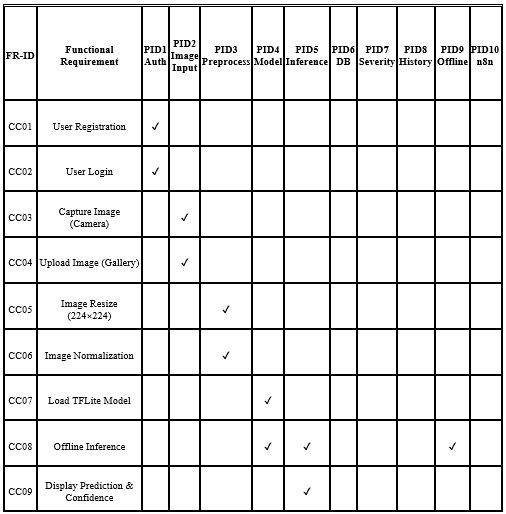 FR-ID Functional Requirement PID1 Auth PID2 Image Input PID3 Preprocess PID4 Model PID5 Inference PID6 DB PID7 Severity PID8 History PID9 Offline PID10 n8n
CC01 User Registration ✓
CC02 User Login ✓
CC03 Capture Image (Camera) ✓
CC04 Upload Image (Gallery) ✓
CC05 Image Resize (224×224) ✓
CC06 Image Normalization ✓
CC07 Load TFLite Model ✓
CC08 Offline Inference ✓ ✓ ✓
CC09 Display Prediction & Confidence ✓